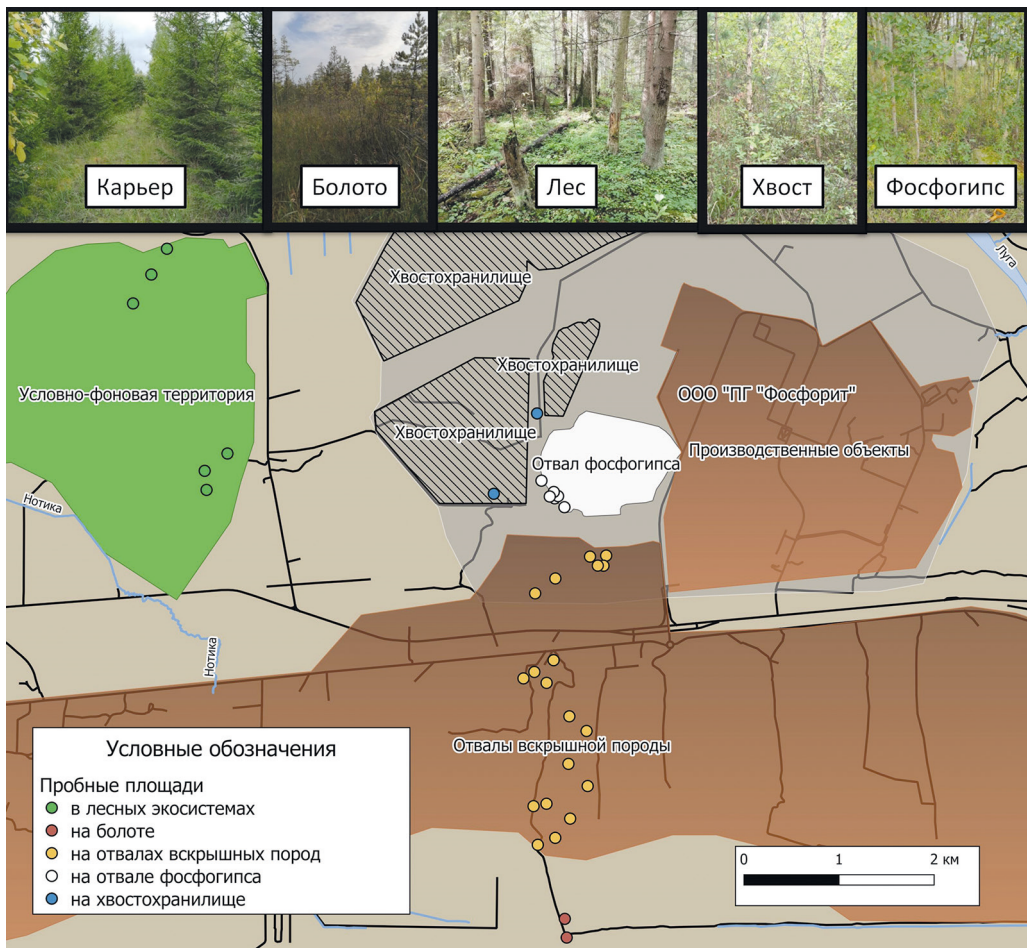 Карьер
Болото
Лес
Хвост
Фосфогипс
Луга
Хвостохранилище
Хвостохранилище
Условно-фоновая территория
ООО "ПГ "Фосфорит"
Хвостохранилище
Производственные объекты
Отвал фосфогипса
Нотика
Нотика
Отвалы вскрышной породы
Условные обозначения
Пробные площади
в лесных экосистемах
на болоте
на отвалах вскрышных пород
на отвале фосфогипса
на хвостохранилище
0 1 2 км